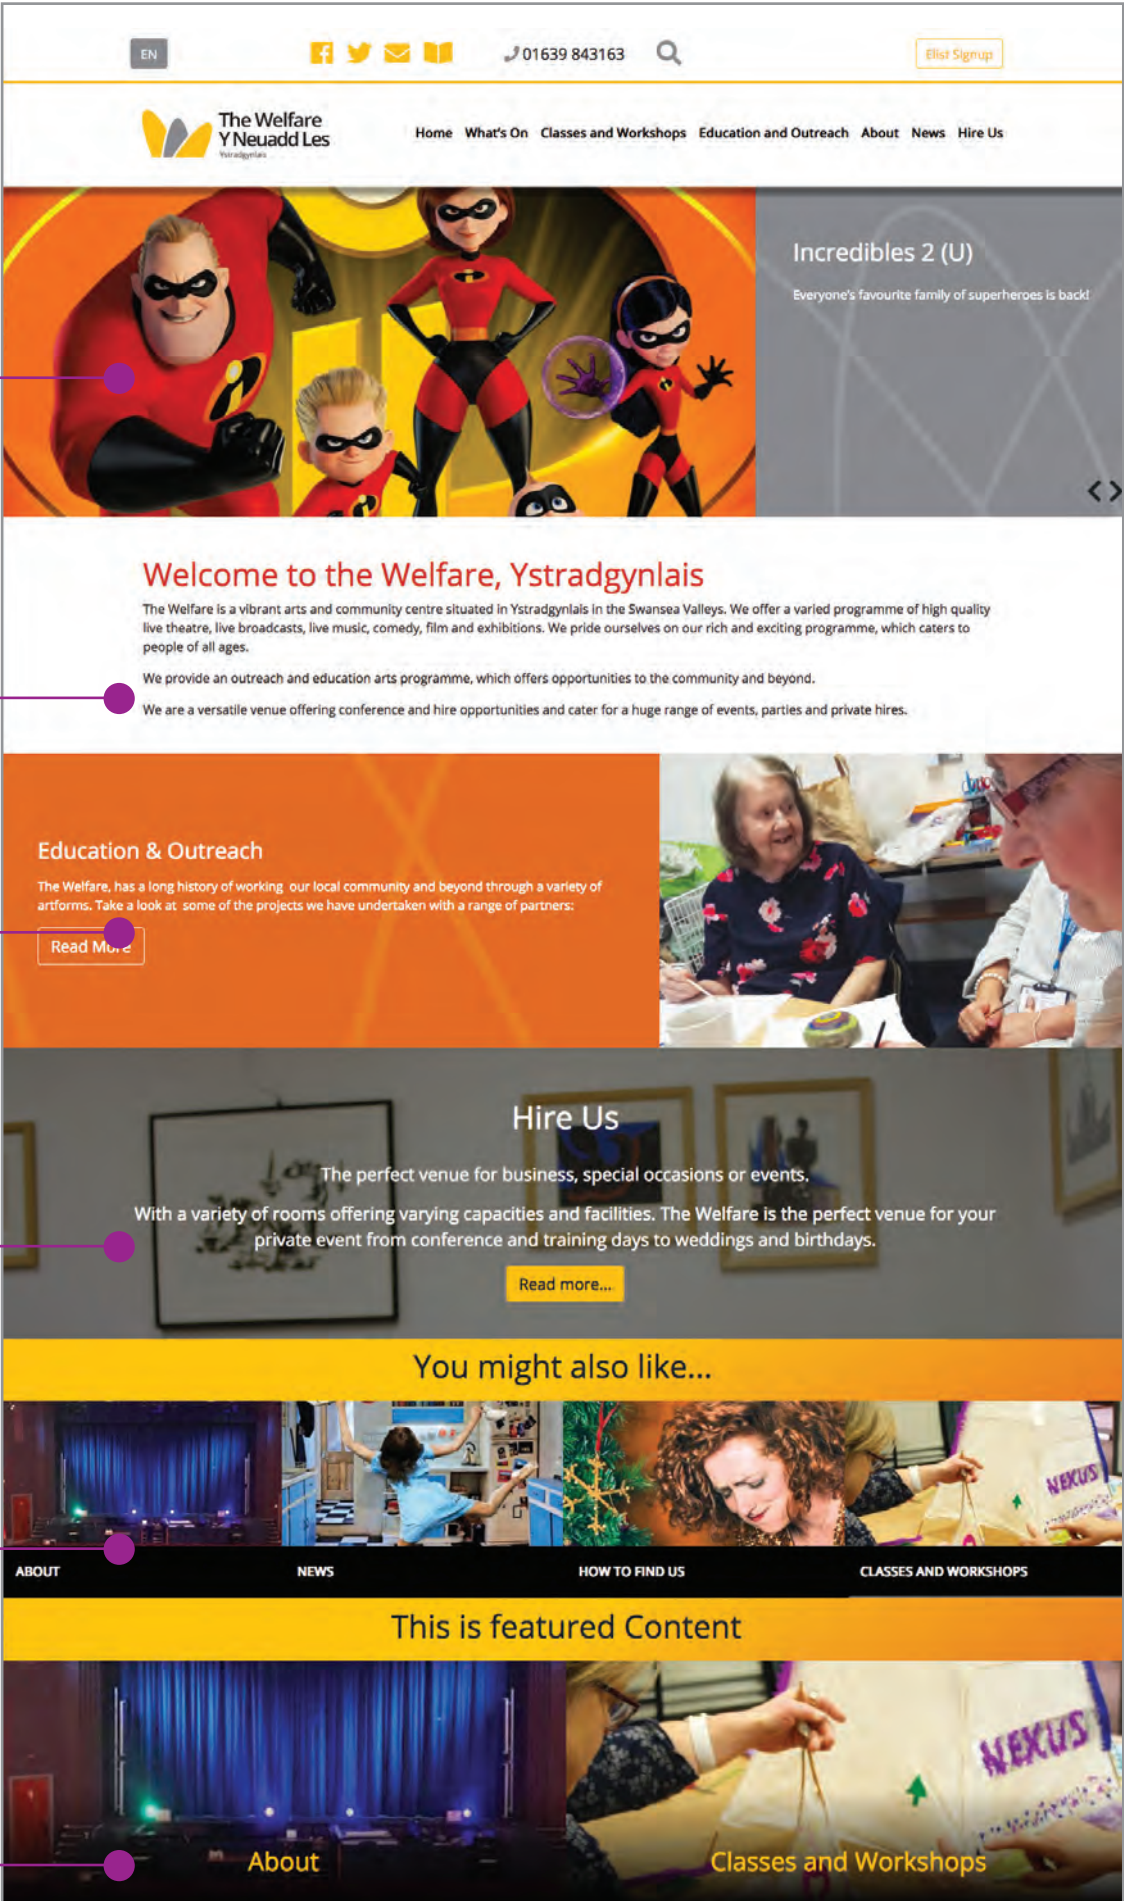 EN
01639 843163
Elist Signup
The Welfare
Y Neuadd Les
Ystradgynlais
Home What's On Classes and Workshops Education and Outreach About News Hire Us
Incredibles 2 (U)
Everyone's favourite family of superheroes is back!
Welcome to the Welfare, Ystradgynlais
The Welfare is a vibrant arts and community centre situated in Ystradgynlais in the Swansea Valleys. We offer a varied programme of high quality
live theatre, live broadcasts, live music, comedy, film and exhibitions. We pride ourselves on our rich and exciting programme, which caters to
people of all ages.
We provide an outreach and education arts programme, which offers opportunities to the community and beyond.
We are a versatile venue offering conference and hire opportunities and cater for a huge range of events, parties and private hires.
Education & Outreach
The Welfare, has a long history of working our local community and beyond through a variety of
artforms. Take a look at some of the projects we have undertaken with a range of partners:
Read More
Hire Us
The perfect venue for business, special occasions or events.
With a variety of rooms offering varying capacities and facilities. The Welfare is the perfect venue for your
private event from conference and training days to weddings and birthdays.
Read more...
You might also like...
NEXUS
ABOUT NEWS HOW TO FIND US CLASSES AND WORKSHOPS
This is featured Content
NEXUS
About Classes and Workshops